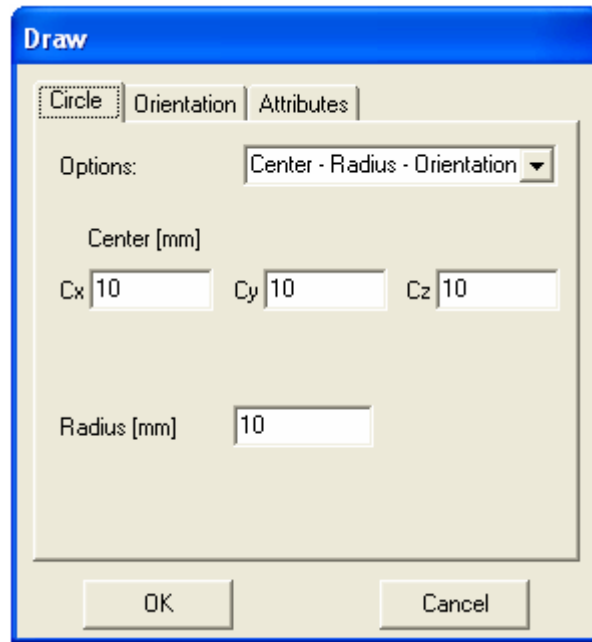 Draw
Circle Orientation Attributes
Options: Center - Radius - Orientation
Center [mm]
Cx 10 Cy 10 Cz 10
Radius [mm] 10
OK Cancel